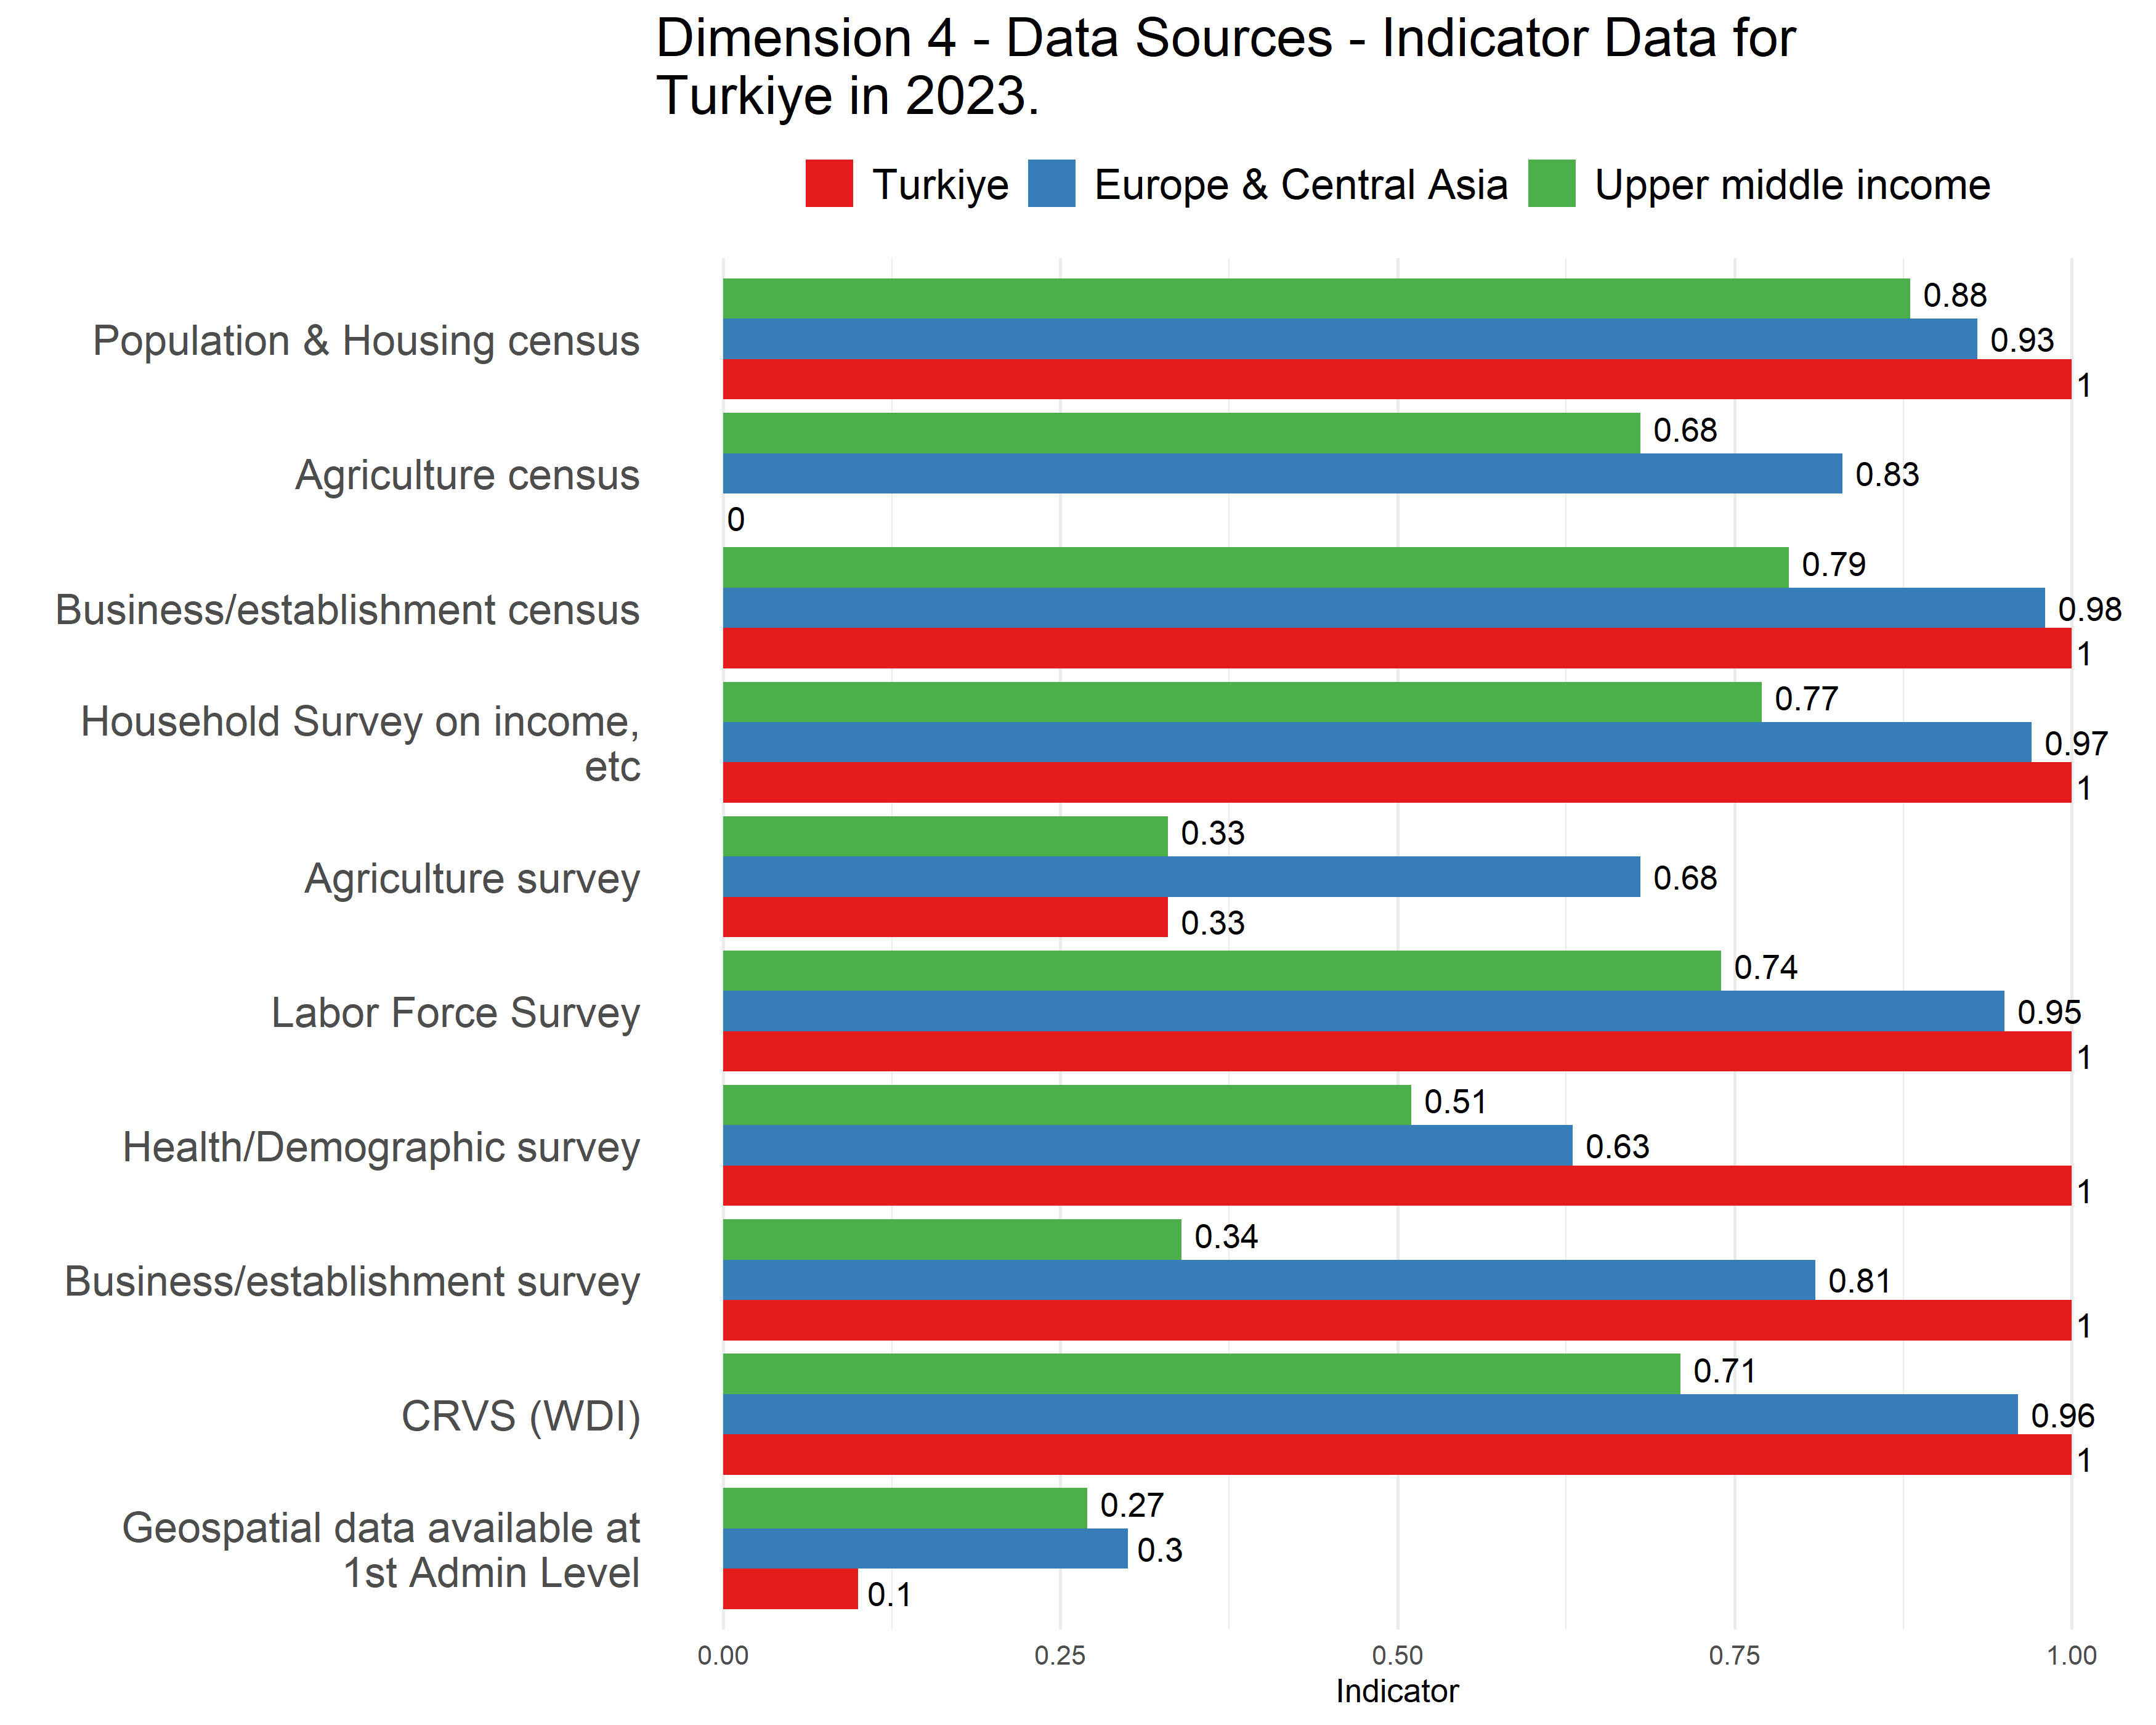 Dimension 4 - Data Sources - Indicator Data for
Turkiye in 2023.
Turkiye Europe & Central Asia Upper middle income
Population & Housing census
0.88
0.93
1
Agriculture census
0.68
0.83
0
Business/establishment census
0.79
0.98
1
Household Survey on income,
etc
0.77
0.97
1
Agriculture survey
0.33
0.68
0.33
Labor Force Survey
0.74
0.95
1
Health/Demographic survey
0.51
0.63
1
Business/establishment survey
0.34
0.81
1
CRVS (WDI)
0.71
0.96
1
Geospatial data available at
1st Admin Level
0.27
0.3
0.1
0.00 0.25 0.50 0.75 1.00
Indicator